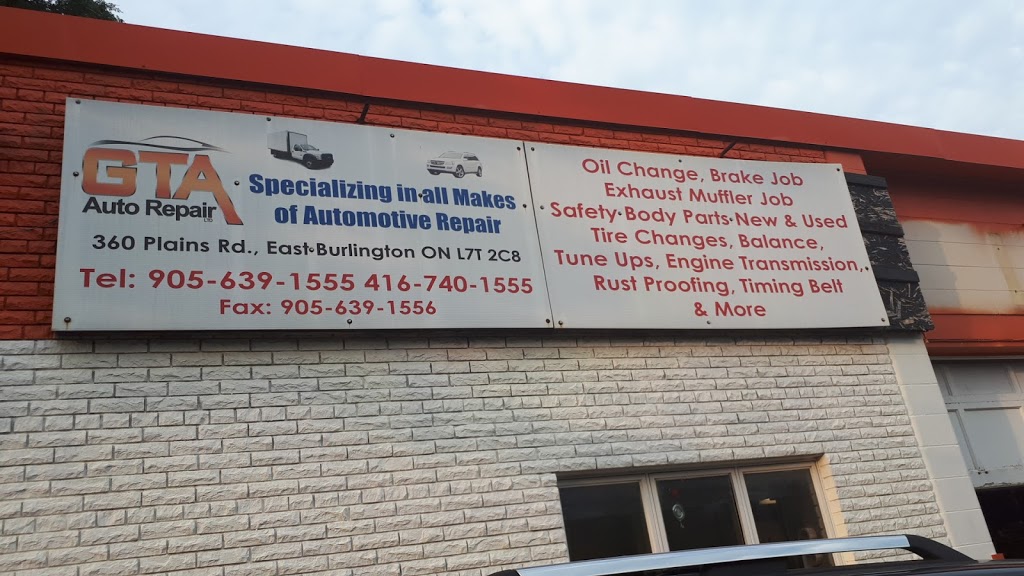 GTA
Auto Repair
Specializing in all Makes
of Automotive Repair
360 Plains Rd., East Burlington ON L7T 2C8
Tel: 905-639-1555 416-740-1555
Fax: 905-639-1556
Oil Change, Brake Job
Exhaust Muffler Job
Safety Body Parts New & Used
Tire Changes, Balance,
Tune Ups, Engine Transmission,
Rust Proofing, Timing Belt
& More